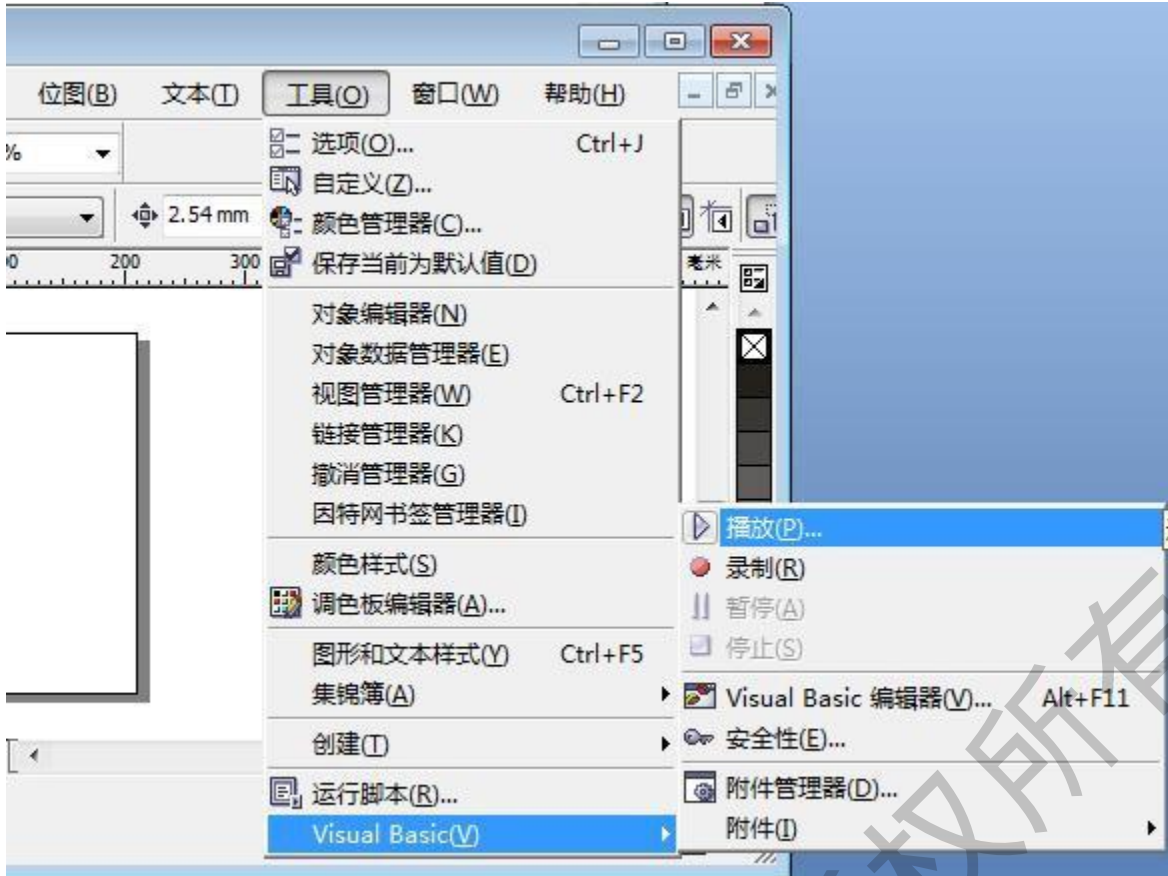 位图(B) 文本(T) 工具(O) 窗口(W) 帮助(H)
%
2.54 mm
200 300
毫米
选项(O)... Ctrl+J
自定义(Z)...
颜色管理器(C)...
保存当前为默认值(D)
对象编辑器(N)
对象数据管理器(E)
视图管理器(W) Ctrl+F2
链接管理器(K)
撤消管理器(G)
因特网书签管理器(I)
颜色样式(S)
调色板编辑器(A)...
图形和文本样式(Y) Ctrl+F5
集锦簿(A)
创建(T)
运行脚本(R)...
Visual Basic(V)
播放(P)...
录制(R)
暂停(A)
停止(S)
Visual Basic 编辑器(V)... Alt+F11
安全性(E)...
附件管理器(D)...
附件(I)
权所有